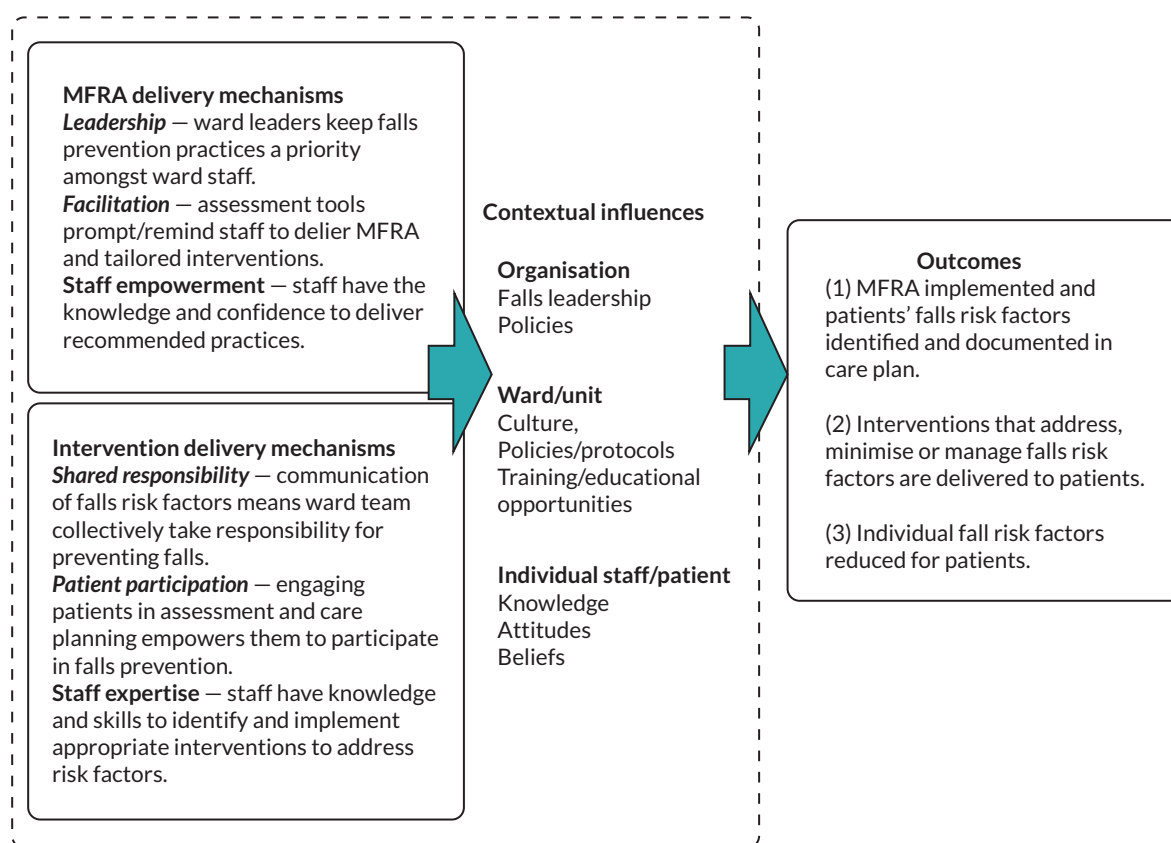 MFRA delivery mechanisms
Leadership — ward leaders keep falls
prevention practices a priority
amongst ward staff.
Facilitation — assessment tools
prompt/remind staff to delier MFRA
and tailored interventions.
Staff empowerment — staff have the
knowledge and confidence to deliver
recommended practices.
Intervention delivery mechanisms
Shared responsibility — communication
of falls risk factors means ward team
collectively take responsibility for
preventing falls.
Patient participation — engaging
patients in assessment and care
planning empowers them to participate
in falls prevention.
Staff expertise — staff have knowledge
and skills to identify and implement
appropriate interventions to address
risk factors.
Contextual influences
Organisation
Falls leadership
Policies
Ward/unit
Culture,
Policies/protocols
Training/educational
opportunities
Individual staff/patient
Knowledge
Attitudes
Beliefs
Outcomes
(1) MFRA implemented and
patients’ falls risk factors
identified and documented in
care plan.
(2) Interventions that address,
minimise or manage falls risk
factors are delivered to patients.
(3) Individual fall risk factors
reduced for patients.